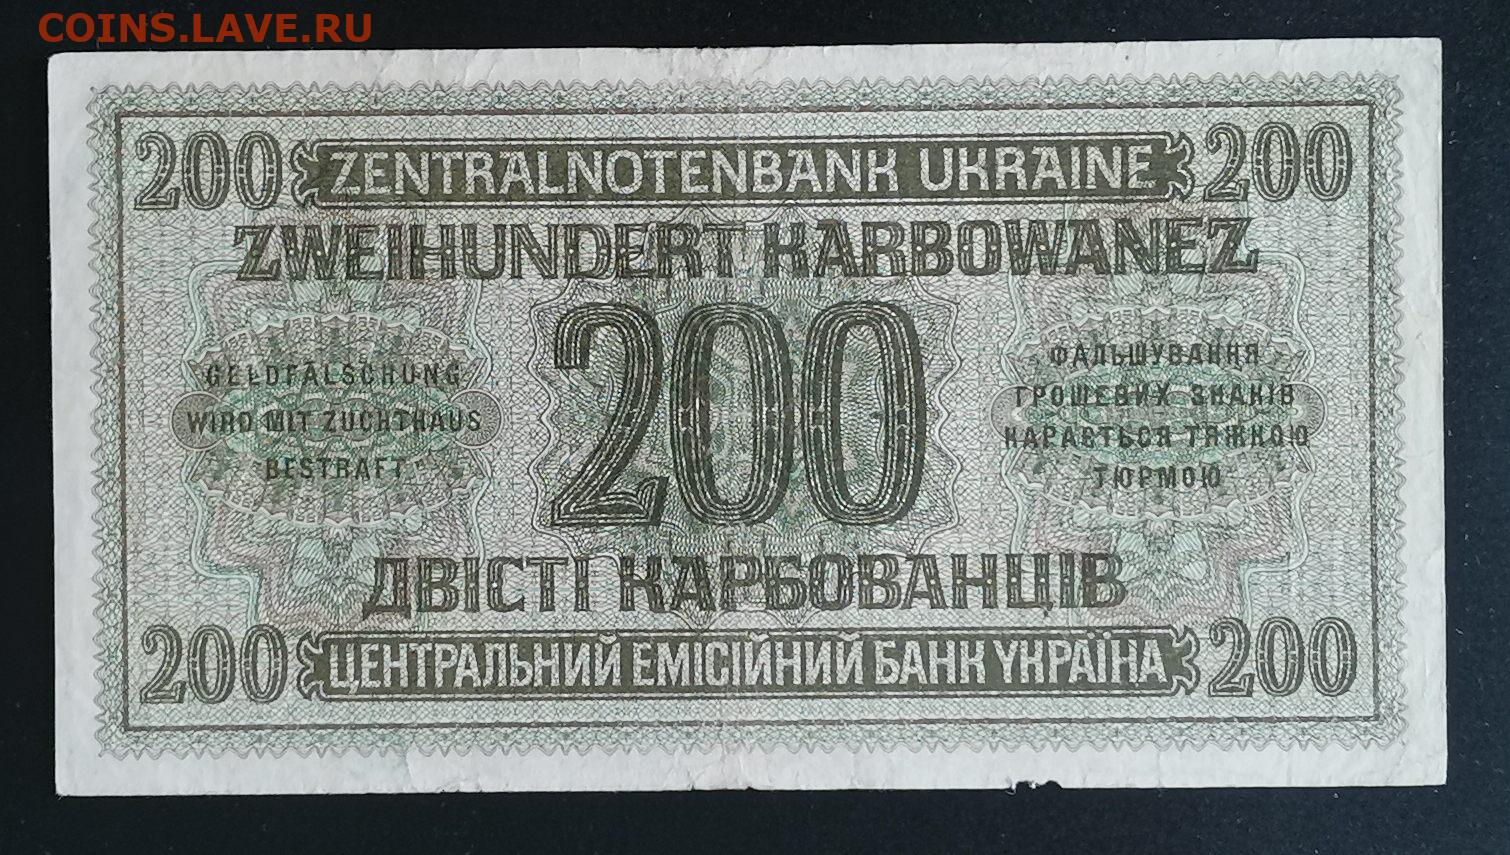 COINS.LAVE.RU
200 ZENTRALNOTENBANK UKRAINE 200
ZWEIHUNDERT KARBOWANEZ
200
GELDFÄLSCHUNG
WIRD MIT ZUCHTHAUS
BESTRAFT
ФАЛЬШУВАННЯ
ГРОШЕВИХ ЗНАКІВ
КАРАЄТЬСЯ ТЯЖКОЮ
ТЮРМОЮ
ДВІСТІ КАРБОВАНЦІВ
200 ЦЕНТРАЛЬНИЙ ЕМІСІЙНИЙ БАНК УКРАЇНА 200